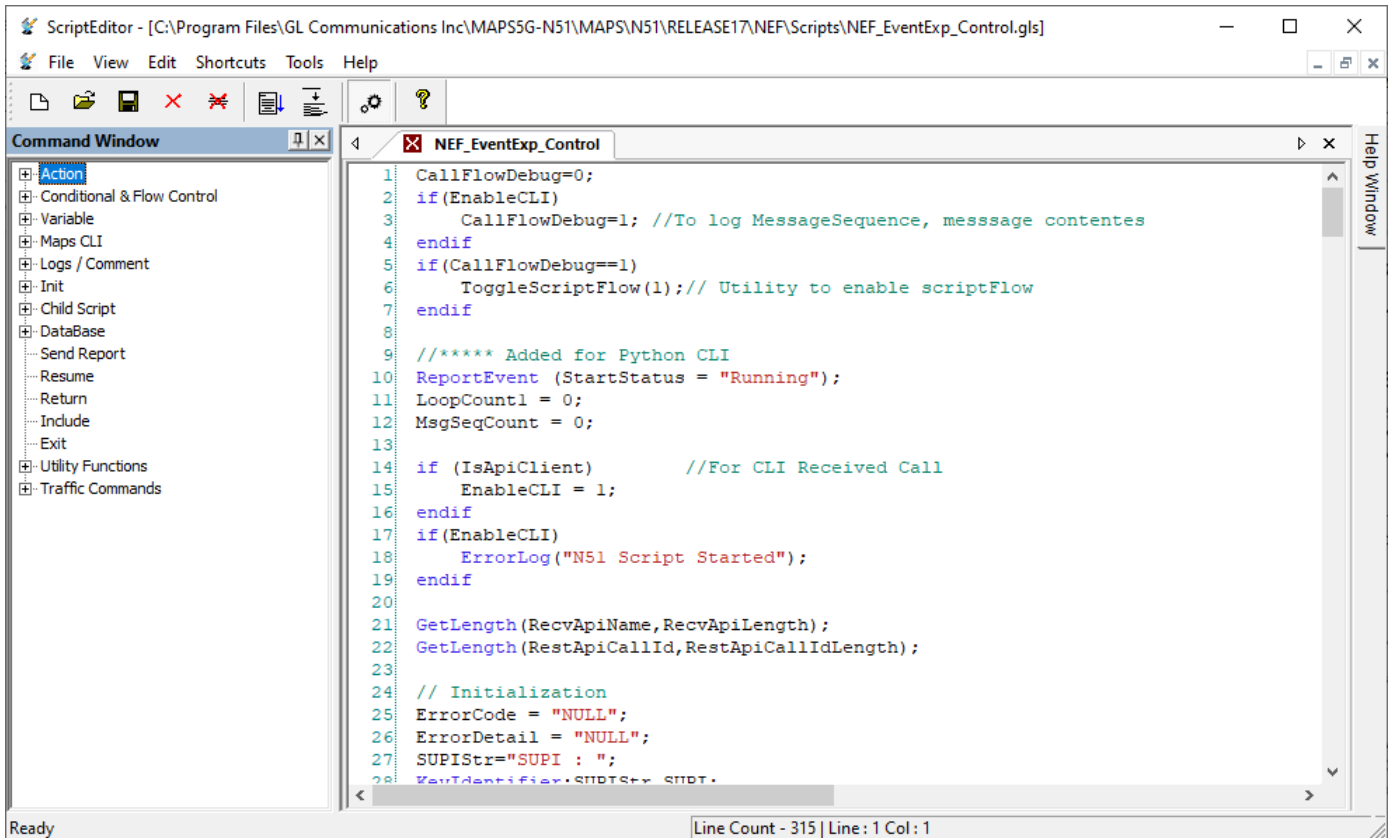 ScriptEditor - [C:\Program Files\GL Communications Inc\MAPS5G-N51\MAPS\N51\RELEASE17\NEF\Scripts\NEF_EventExp_Control.gls]
File View Edit Shortcuts Tools Help
Command Window
NEF_EventExp_Control
Help Window
Action
Conditional & Flow Control
Variable
Maps CLI
Logs / Comment
Init
Child Script
DataBase
Send Report
Resume
Return
Include
Exit
Utility Functions
Traffic Commands
1 CallFlowDebug=0;
2 if(EnableCLI)
3 CallFlowDebug=1; //To log MessageSequence, messsage contentes
4 endif
5 if(CallFlowDebug==1)
6 ToggleScriptFlow(1);// Utility to enable scriptFlow
7 endif
8
9 //***** Added for Python CLI
10 ReportEvent (StartStatus = "Running");
11 LoopCount1 = 0;
12 MsgSeqCount = 0;
13
14 if (IsApiClient) //For CLI Received Call
15 EnableCLI = 1;
16 endif
17 if(EnableCLI)
18 ErrorLog("N51 Script Started");
19 endif
20
21 GetLength(RecvApiName,RecvApiLength);
22 GetLength(RestApiCallId,RestApiCallIdLength);
23
24 // Initialization
25 ErrorCode = "NULL";
26 ErrorDetail = "NULL";
27 SUPIStr="SUPI : ";
28 KeyIdentifier:SUPIStr,SUPI;
Ready
Line Count - 315 | Line : 1 Col : 1